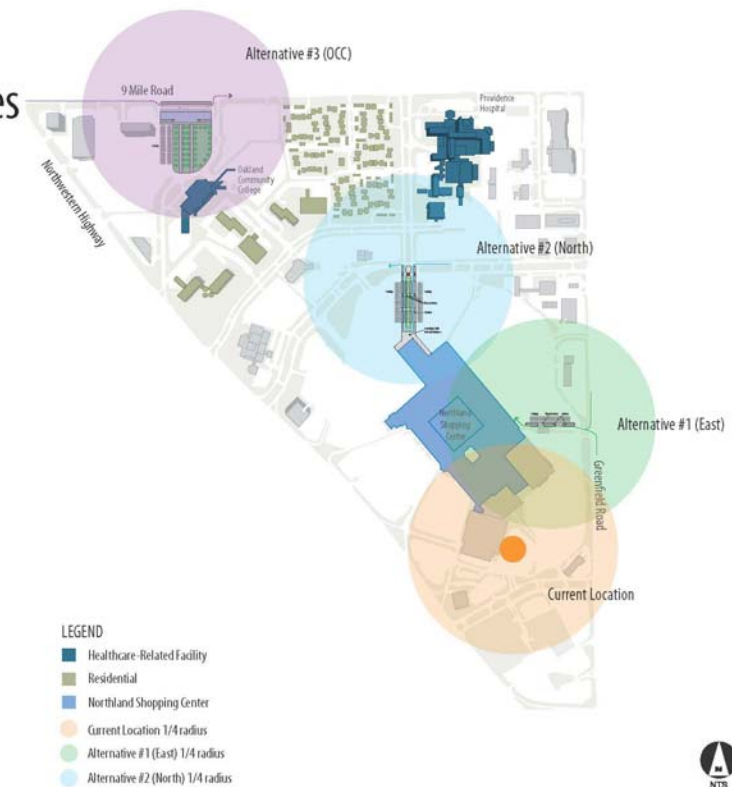 es
Alternative #3 (OCC)
9 Mile Road
Providence
Hospital
Oakland
Community
College
Northwestern Highway
Alternative #2 (North)
Northland
Shopping
Center
Alternative #1 (East)
Greenfield Road
Current Location
LEGEND
Healthcare-Related Facility
Residential
Northland Shopping Center
Current Location 1/4 radius
Alternative #1 (East) 1/4 radius
Alternative #2 (North) 1/4 radius
NTS